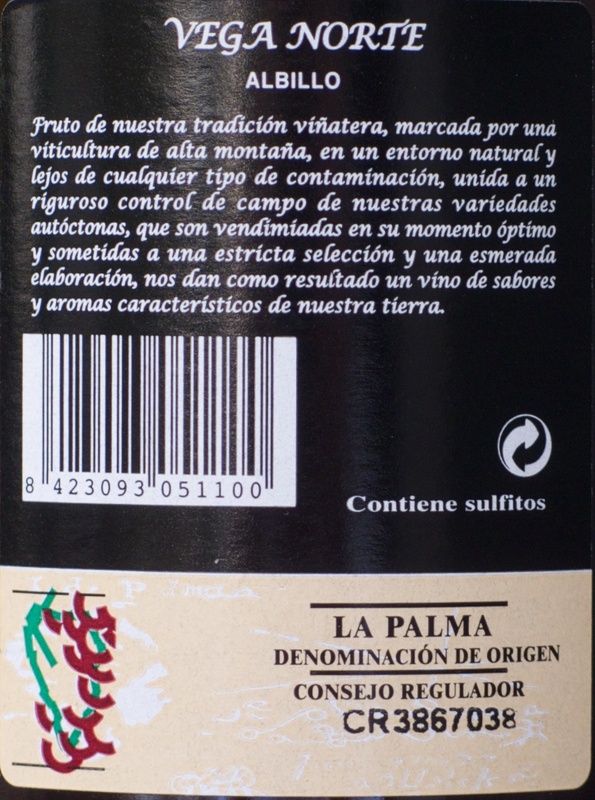 VEGA NORTE
ALBILLO
Fruto de nuestra tradición viñatera, marcada por una
viticultura de alta montaña, en un entorno natural y
lejos de cualquier tipo de contaminación, unida a un
riguroso control de campo de nuestras variedades
autóctonas, que son vendimiadas en su momento óptimo
y sometidas a una estricta selección y una esmerada
elaboración, nos dan como resultado un vino de sabores
y aromas característicos de nuestra tierra.
8 423093 051100
Contiene sulfitos
LA PALMA
DENOMINACIÓN DE ORIGEN
CONSEJO REGULADOR
CR3867038